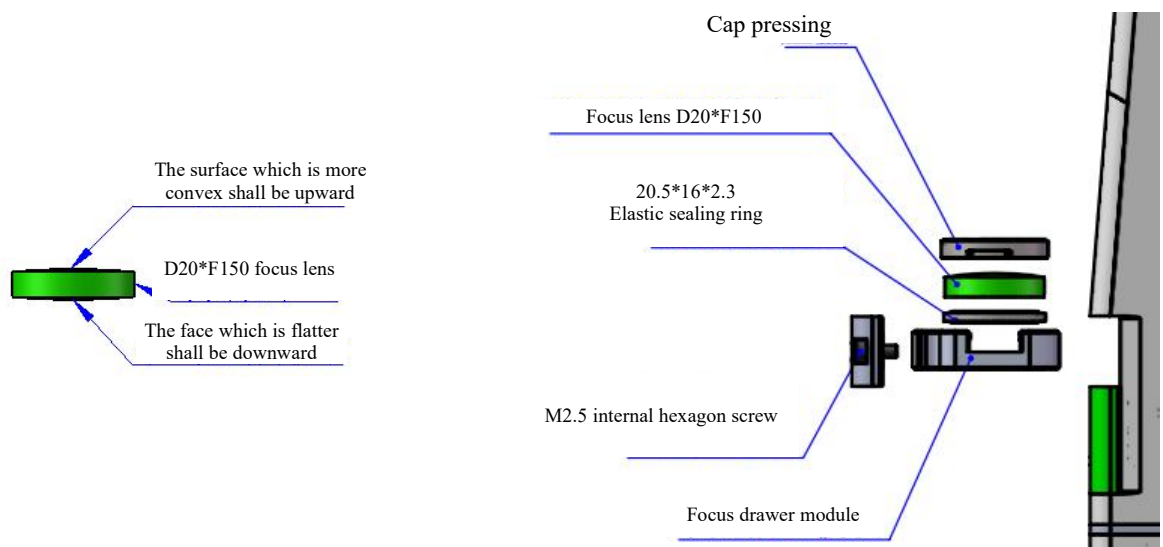 Cap pressing
Focus lens D20*F150
20.5*16*2.3
Elastic sealing ring
M2.5 internal hexagon screw
Focus drawer module
The surface which is more
convex shall be upward
D20*F150 focus lens
The face which is flatter
shall be downward